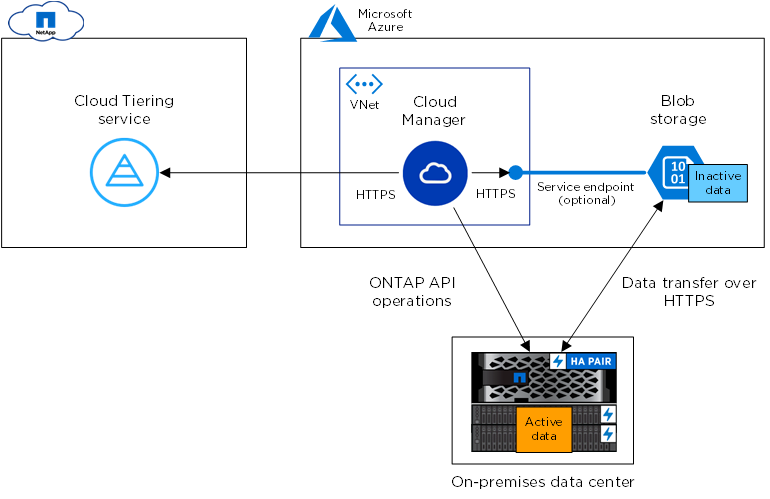 NetApp
Microsoft
Azure
Cloud Tiering
service
VNet
Cloud
Manager
Blob
storage
10
01
Inactive
data
HTTPS
HTTPS
Service endpoint
(optional)
ONTAP API
operations
Data transfer over
HTTPS
HA PAIR
Active
data
On-premises data center